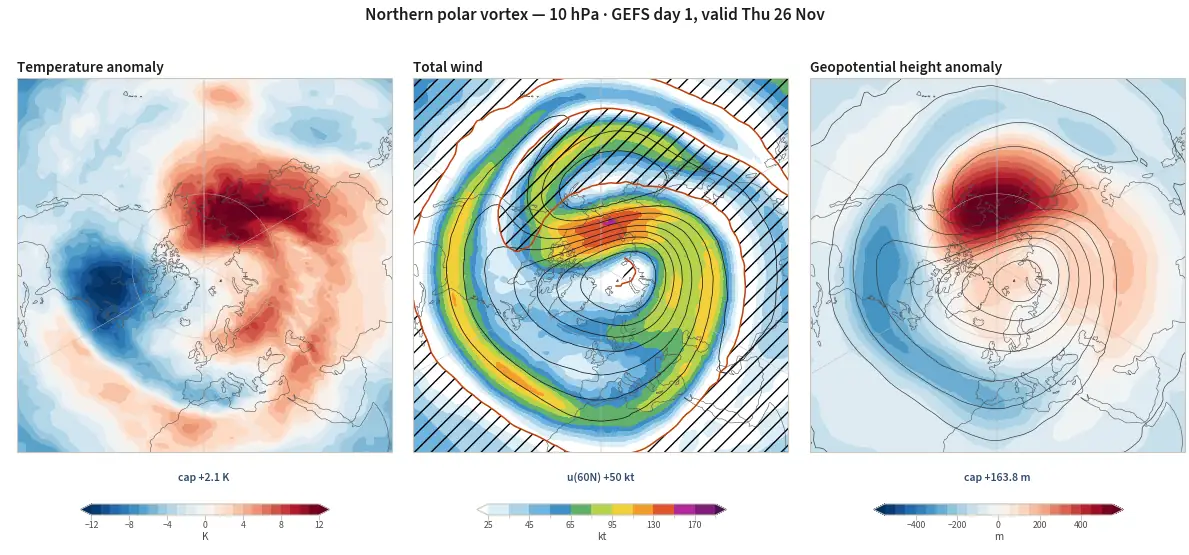 Northern polar vortex — 10 hPa · GEFS day 1, valid Thu 26 Nov
Temperature anomaly
Total wind
Geopotential height anomaly
cap +2.1 K
u(60N) +50 kt
cap +163.8 m
−12 −8 −4 0 4 8 12
K
25 45 65 95 130 170
kt
−400 −200 0 200 400
m